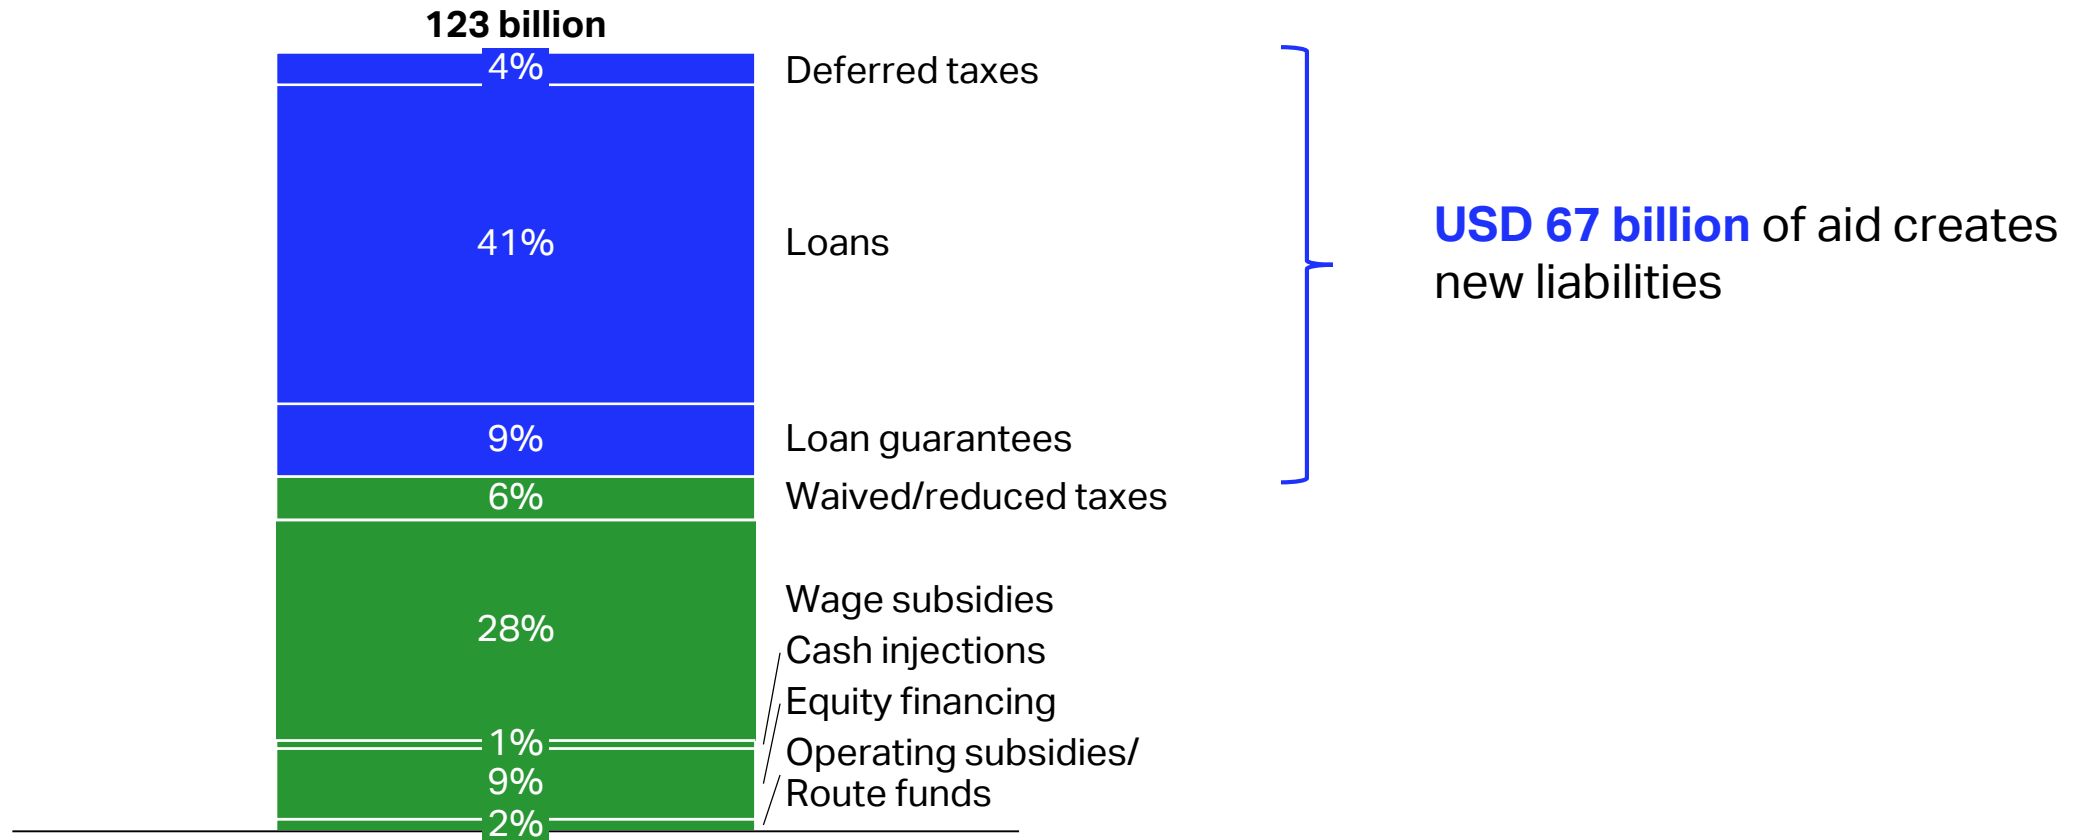 123 billion
4%
Deferred taxes
41%
Loans
9%
Loan guarantees
6%
Waived/reduced taxes
28%
Wage subsidies
Cash injections
1%
Equity financing
9%
Operating subsidies/
Route funds
2%
USD 67 billion of aid creates
new liabilities